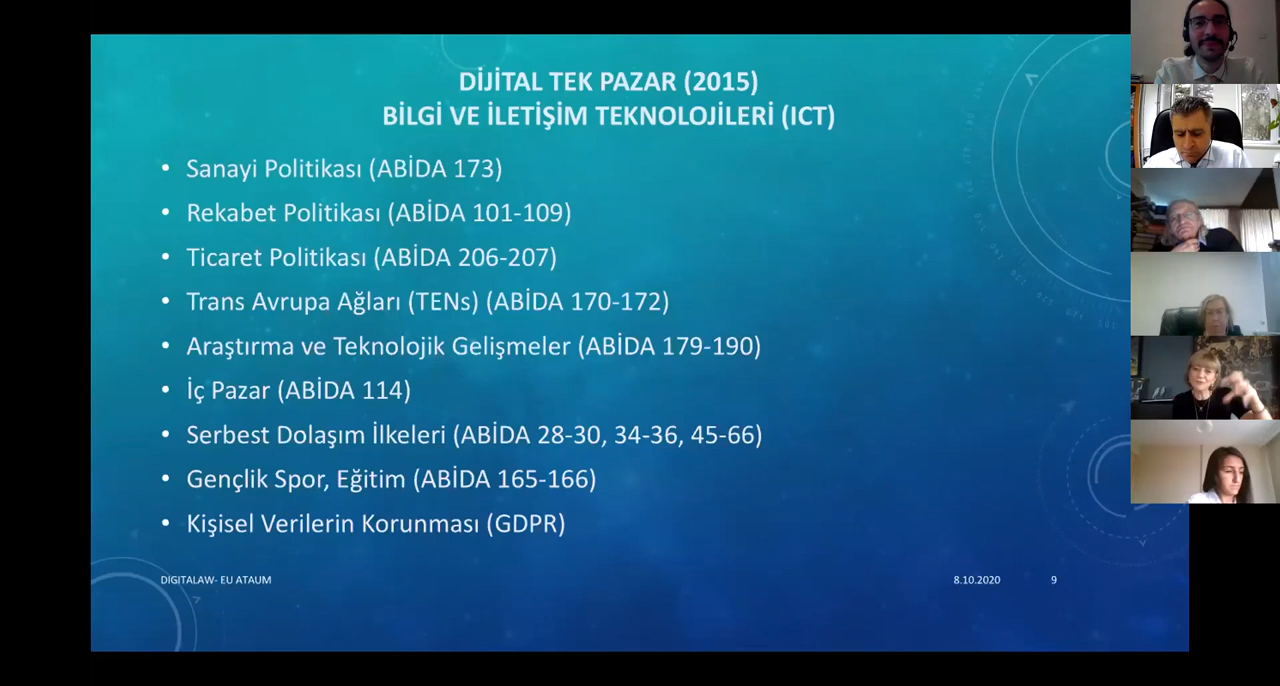 DİJİTAL TEK PAZAR (2015)
BİLGİ VE İLETİŞİM TEKNOLOJİLERİ (ICT)
• Sanayi Politikası (ABİDA 173)
• Rekabet Politikası (ABİDA 101-109)
• Ticaret Politikası (ABİDA 206-207)
• Trans Avrupa Ağları (TENs) (ABİDA 170-172)
• Araştırma ve Teknolojik Gelişmeler (ABİDA 179-190)
• İç Pazar (ABİDA 114)
• Serbest Dolaşım İlkeleri (ABİDA 28-30, 34-36, 45-66)
• Gençlik Spor, Eğitim (ABİDA 165-166)
• Kişisel Verilerin Korunması (GDPR)
DIGITALAW- EU ATAUM 8.10.2020 9